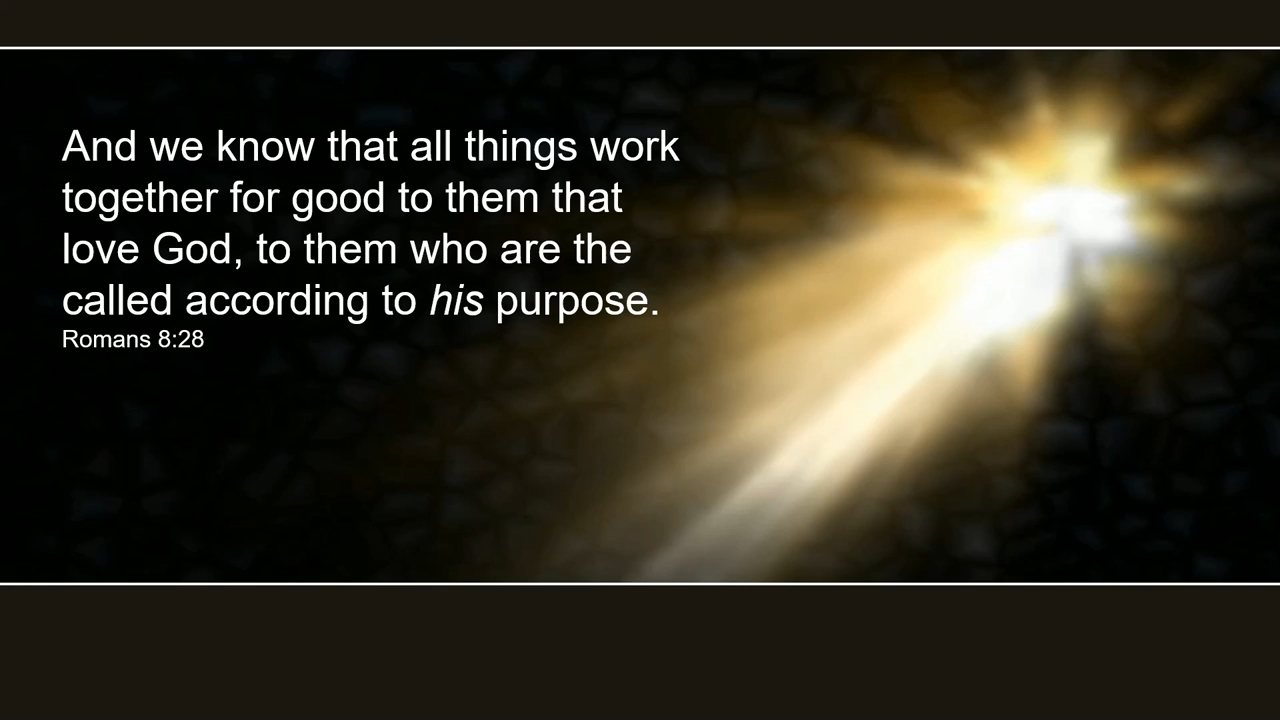 And we know that all things work
together for good to them that
love God, to them who are the
called according to his purpose.
Romans 8:28